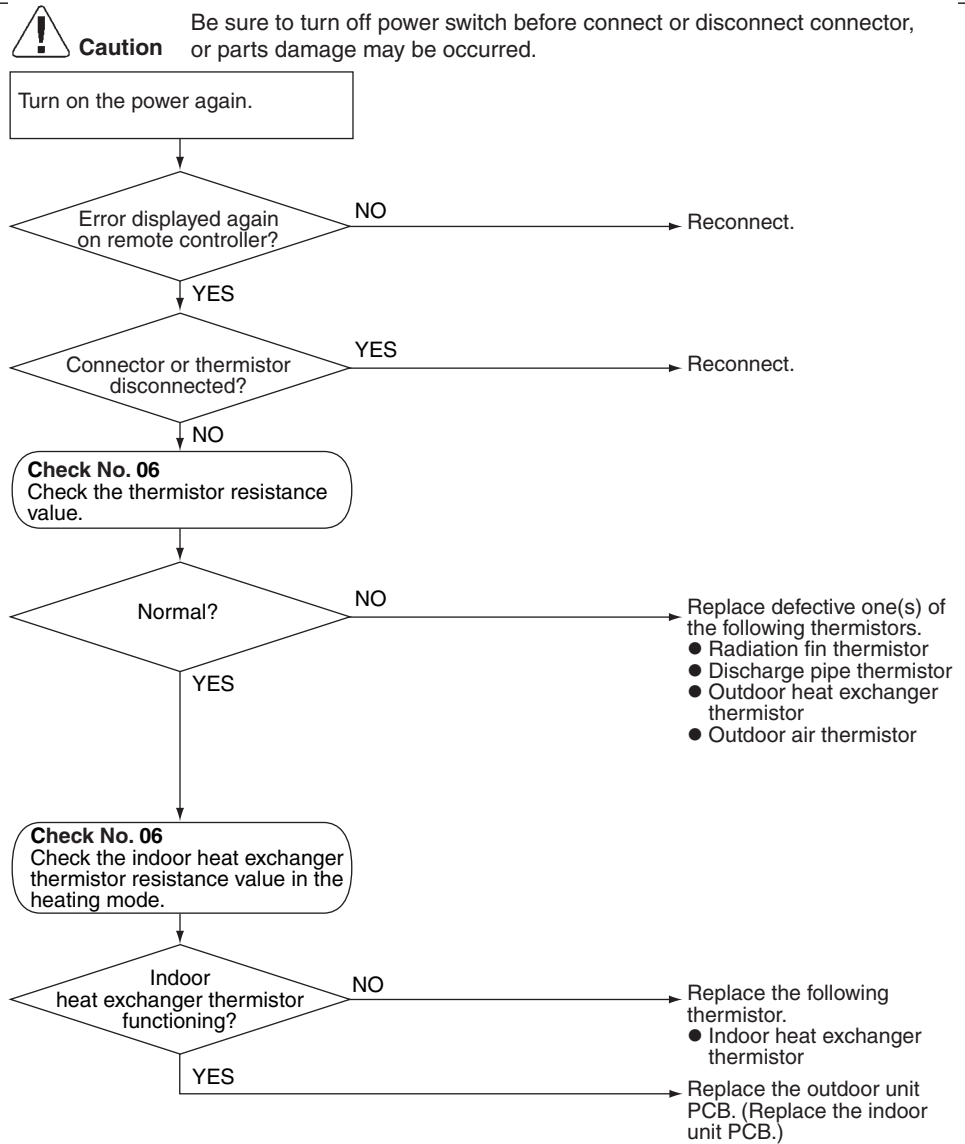 Caution
Be sure to turn off power switch before connect or disconnect connector,
or parts damage may be occurred.
Turn on the power again.
Error displayed again
on remote controller?
NO
Reconnect.
YES
Connector or thermistor
disconnected?
YES
Reconnect.
NO
Check No. 06
Check the thermistor resistance
value.
Normal?
NO
Replace defective one(s) of
the following thermistors.
● Radiation fin thermistor
● Discharge pipe thermistor
● Outdoor heat exchanger
thermistor
● Outdoor air thermistor
YES
Check No. 06
Check the indoor heat exchanger
thermistor resistance value in the
heating mode.
Indoor
heat exchanger thermistor
functioning?
NO
Replace the following
thermistor.
● Indoor heat exchanger
thermistor
YES
Replace the outdoor unit
PCB. (Replace the indoor
unit PCB.)